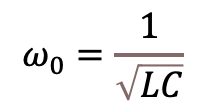 ω₀ = 1/√LC